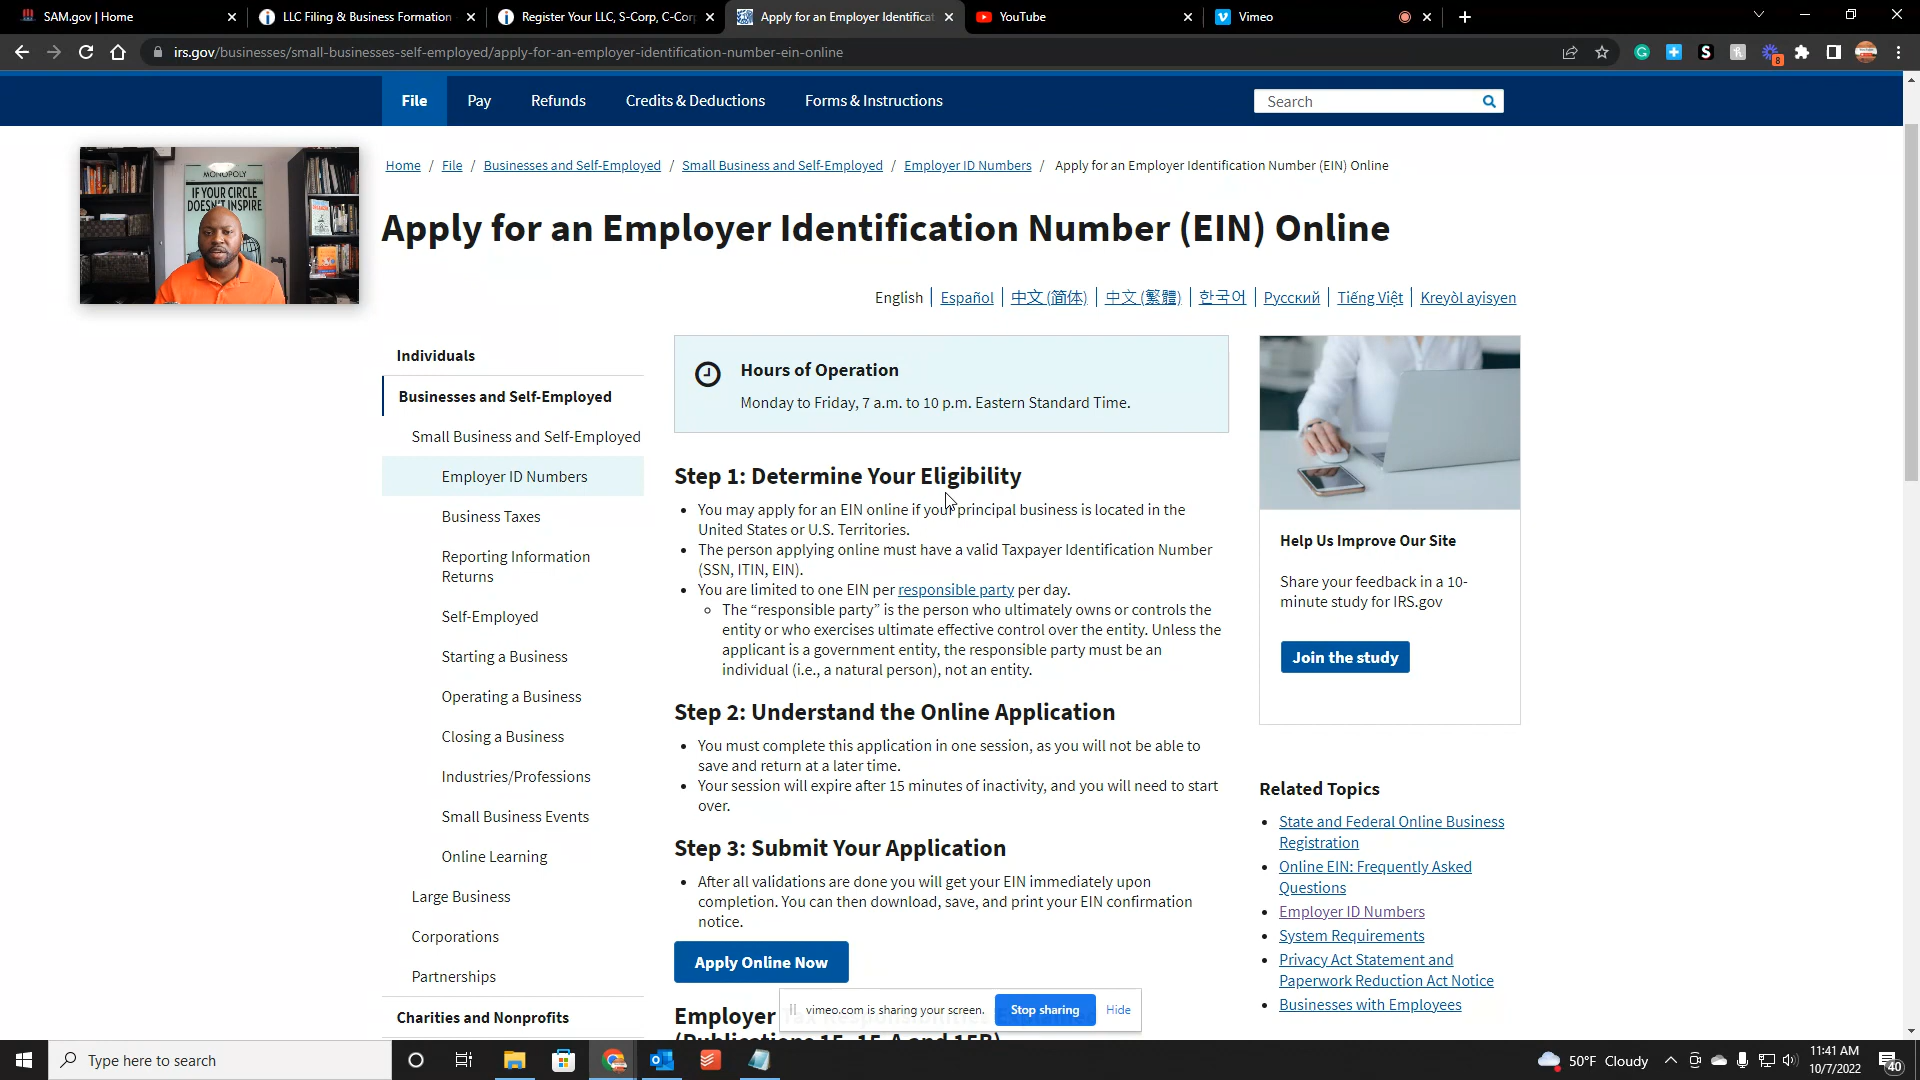 SAM.gov | Home
LLC Filing & Business Formation
Register Your LLC, S-Corp, C-Corp
Apply for an Employer Identificat
YouTube
Vimeo
irs.gov/businesses/small-businesses-self-employed/apply-for-an-employer-identification-number-ein-online
8
File
Pay
Refunds
Credits & Deductions
Forms & Instructions
Search
Home / File / Businesses and Self-Employed / Small Business and Self-Employed / Employer ID Numbers / Apply for an Employer Identification Number (EIN) Online
MONOPOLY
IF YOUR CIRCLE
DOESN'T INSPIRE
Apply for an Employer Identification Number (EIN) Online
English | Español | 中文 (简体) | 中文 (繁體) | 한국어 | Русский | Tiếng Việt | Kreyòl ayisyen
Individuals
Businesses and Self-Employed
Small Business and Self-Employed
Employer ID Numbers
Business Taxes
Reporting Information
Returns
Self-Employed
Starting a Business
Operating a Business
Closing a Business
Industries/Professions
Small Business Events
Online Learning
Large Business
Corporations
Partnerships
Charities and Nonprofits
Hours of Operation
Monday to Friday, 7 a.m. to 10 p.m. Eastern Standard Time.
Step 1: Determine Your Eligibility
• You may apply for an EIN online if your principal business is located in the
United States or U.S. Territories.
• The person applying online must have a valid Taxpayer Identification Number
(SSN, ITIN, EIN).
• You are limited to one EIN per responsible party per day.
The “responsible party” is the person who ultimately owns or controls the
entity or who exercises ultimate effective control over the entity. Unless the
applicant is a government entity, the responsible party must be an
individual (i.e., a natural person), not an entity.
Step 2: Understand the Online Application
• You must complete this application in one session, as you will not be able to
save and return at a later time.
• Your session will expire after 15 minutes of inactivity, and you will need to start
over.
Step 3: Submit Your Application
• After all validations are done you will get your EIN immediately upon
completion. You can then download, save, and print your EIN confirmation
notice.
Apply Online Now
Employer
(Publications 15, 15-A and 15B)
Help Us Improve Our Site
Share your feedback in a 10-
minute study for IRS.gov
Join the study
Related Topics
• State and Federal Online Business
Registration
• Online EIN: Frequently Asked
Questions
• Employer ID Numbers
• System Requirements
• Privacy Act Statement and
Paperwork Reduction Act Notice
• Businesses with Employees
vimeo.com is sharing your screen.
Stop sharing
Hide
Type here to search
50°F Cloudy
11:41 AM
10/7/2022
40